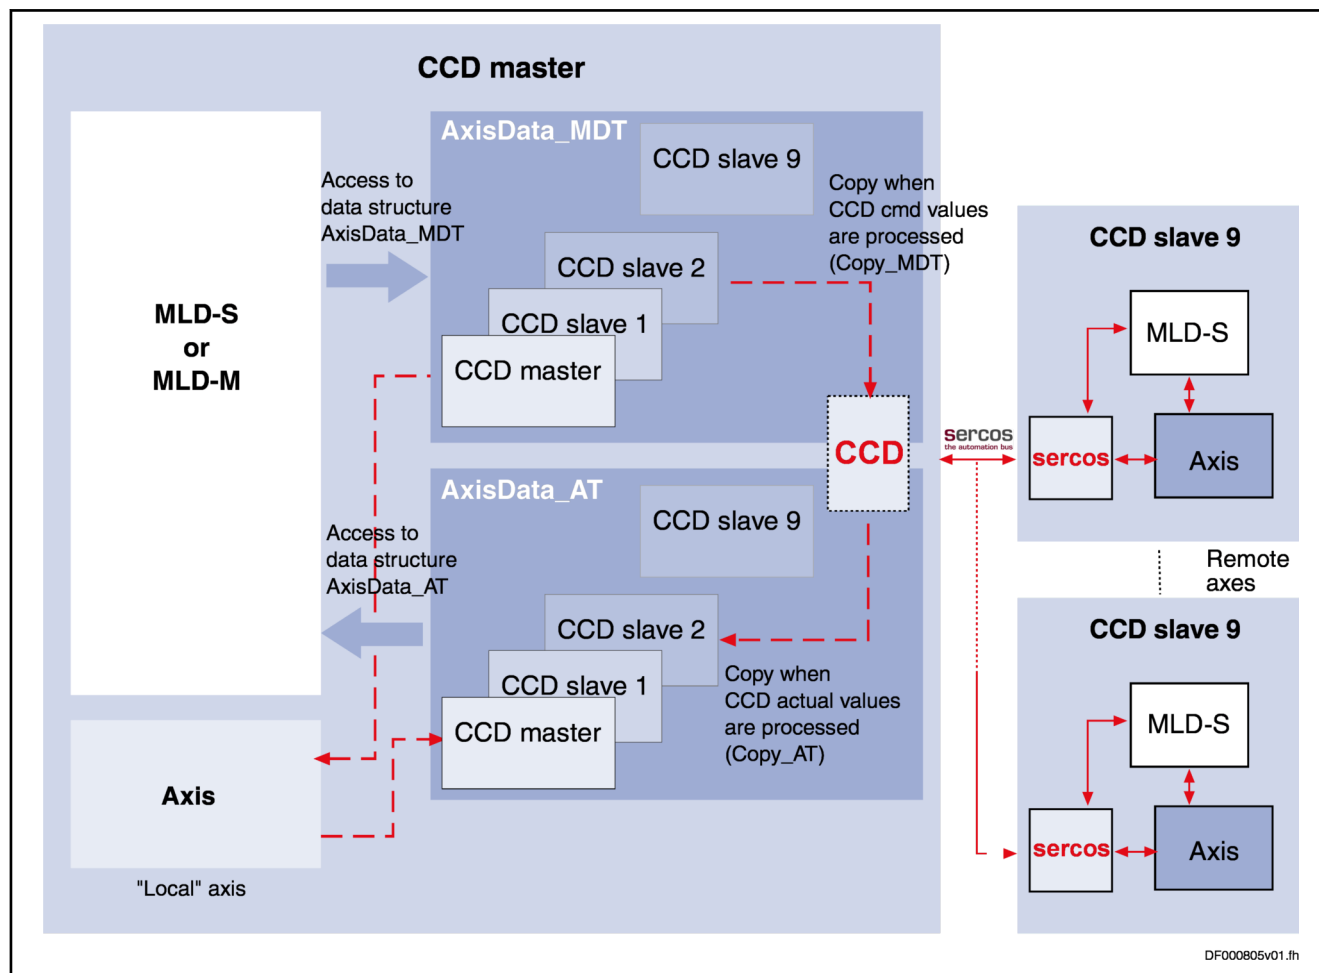 CCD master
AxisData_MDT
CCD slave 9
Access to
data structure
AxisData_MDT
Copy when
CCD cmd values
are processed
(Copy_MDT)
CCD slave 2
CCD slave 1
CCD master
MLD-S
or
MLD-M
CCD
sercos
the automation bus
CCD slave 9
MLD-S
sercos
Axis
AxisData_AT
CCD slave 9
Access to
data structure
AxisData_AT
CCD slave 2
CCD slave 1
CCD master
Copy when
CCD actual values
are processed
(Copy_AT)
Remote
axes
CCD slave 9
MLD-S
sercos
Axis
Axis
"Local" axis
DF000805v01.fh